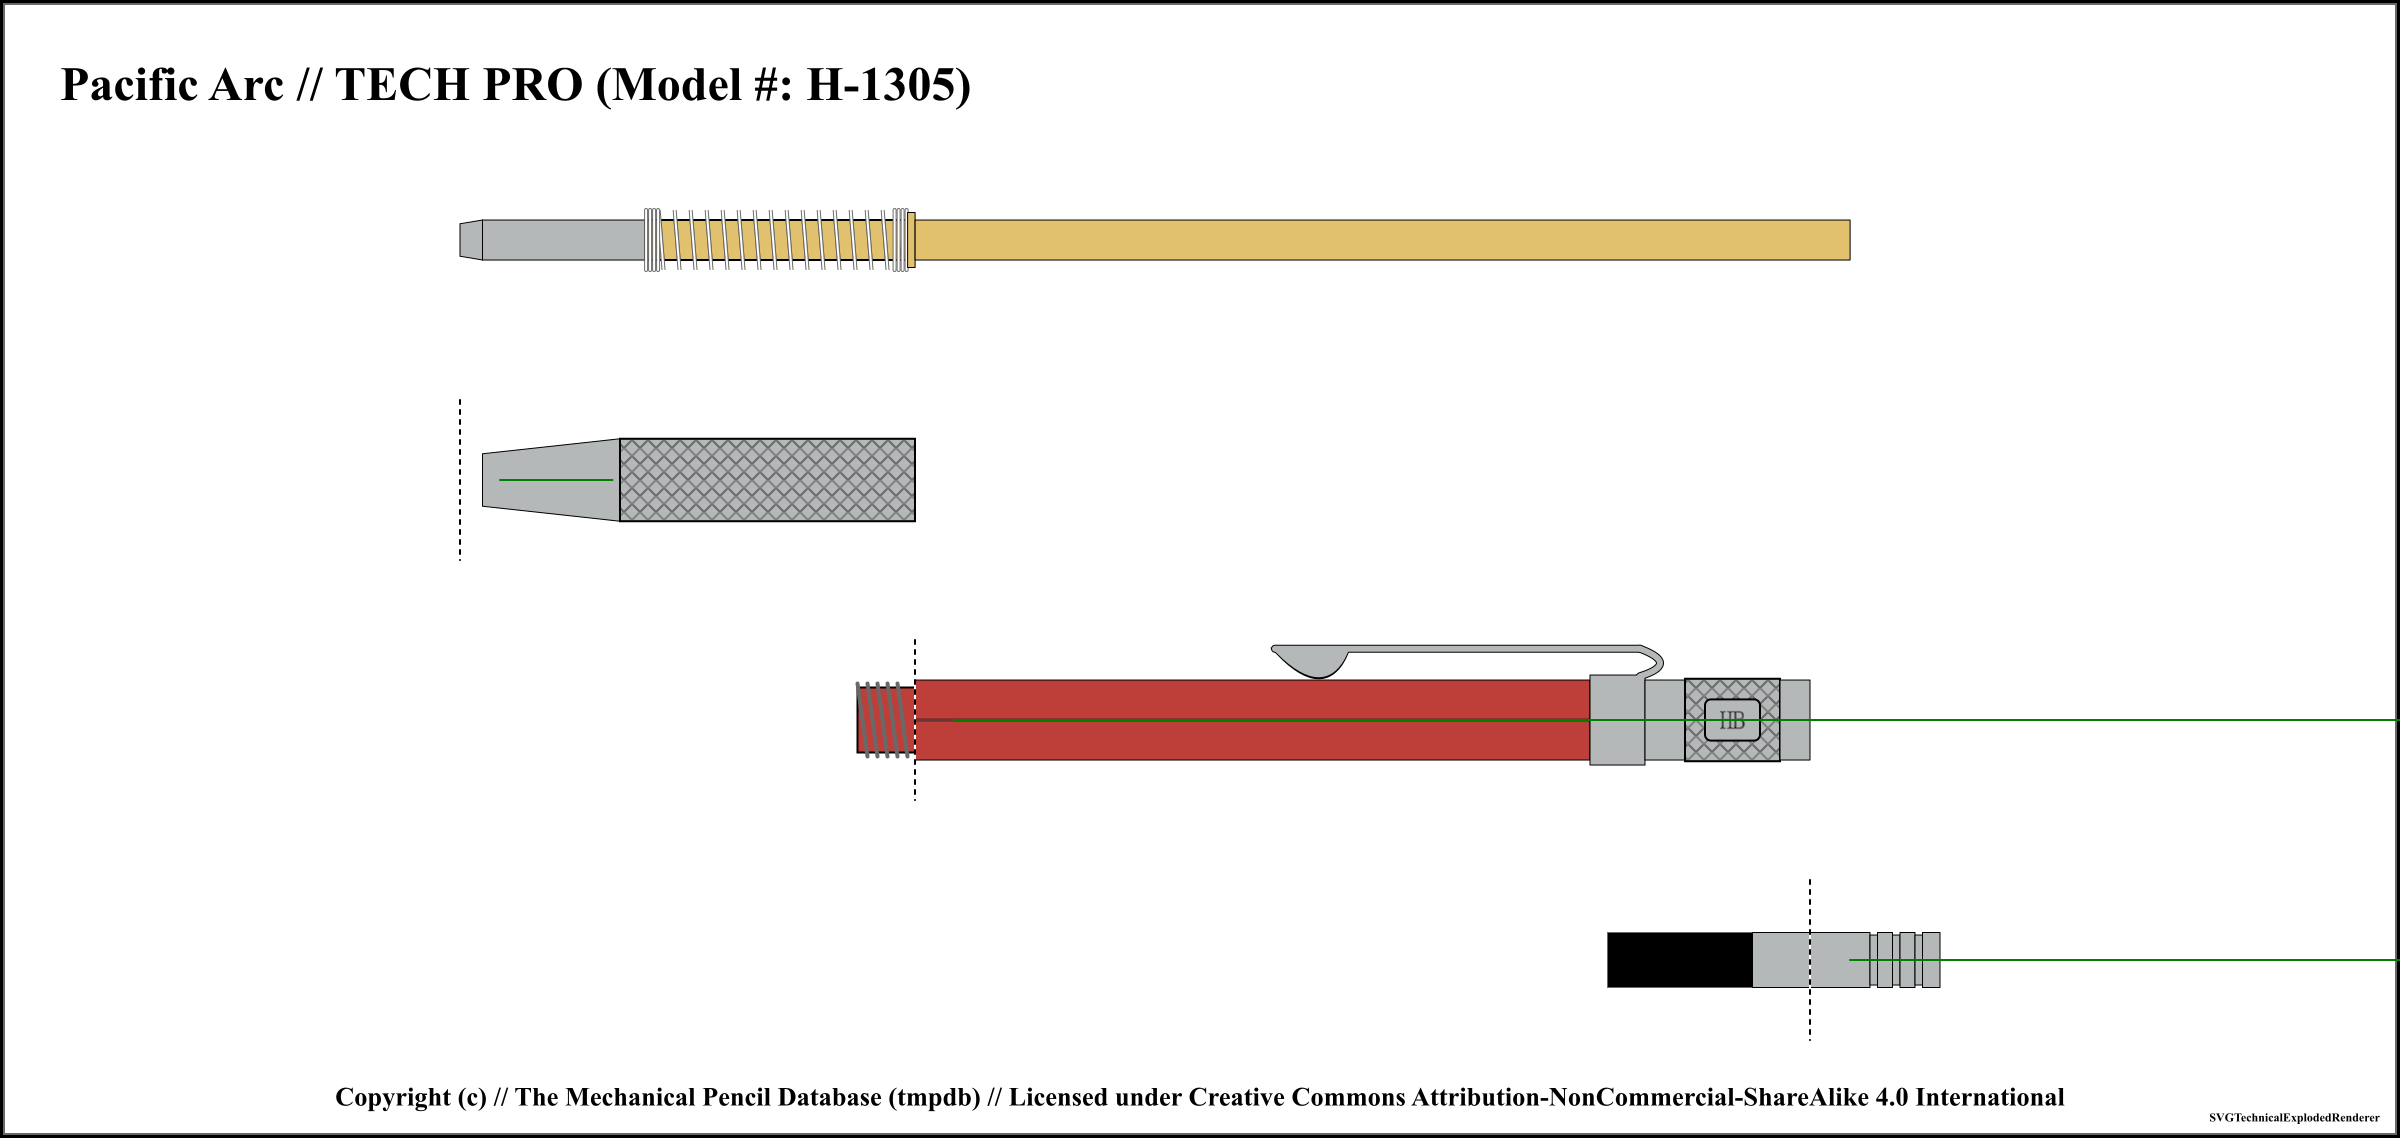 Pacific Arc // TECH PRO (Model #: H-1305)
HB
Copyright (c) // The Mechanical Pencil Database (tmpdb) // Licensed under Creative Commons Attribution-NonCommercial-ShareAlike 4.0 International
SVGTechnicalExplodedRenderer